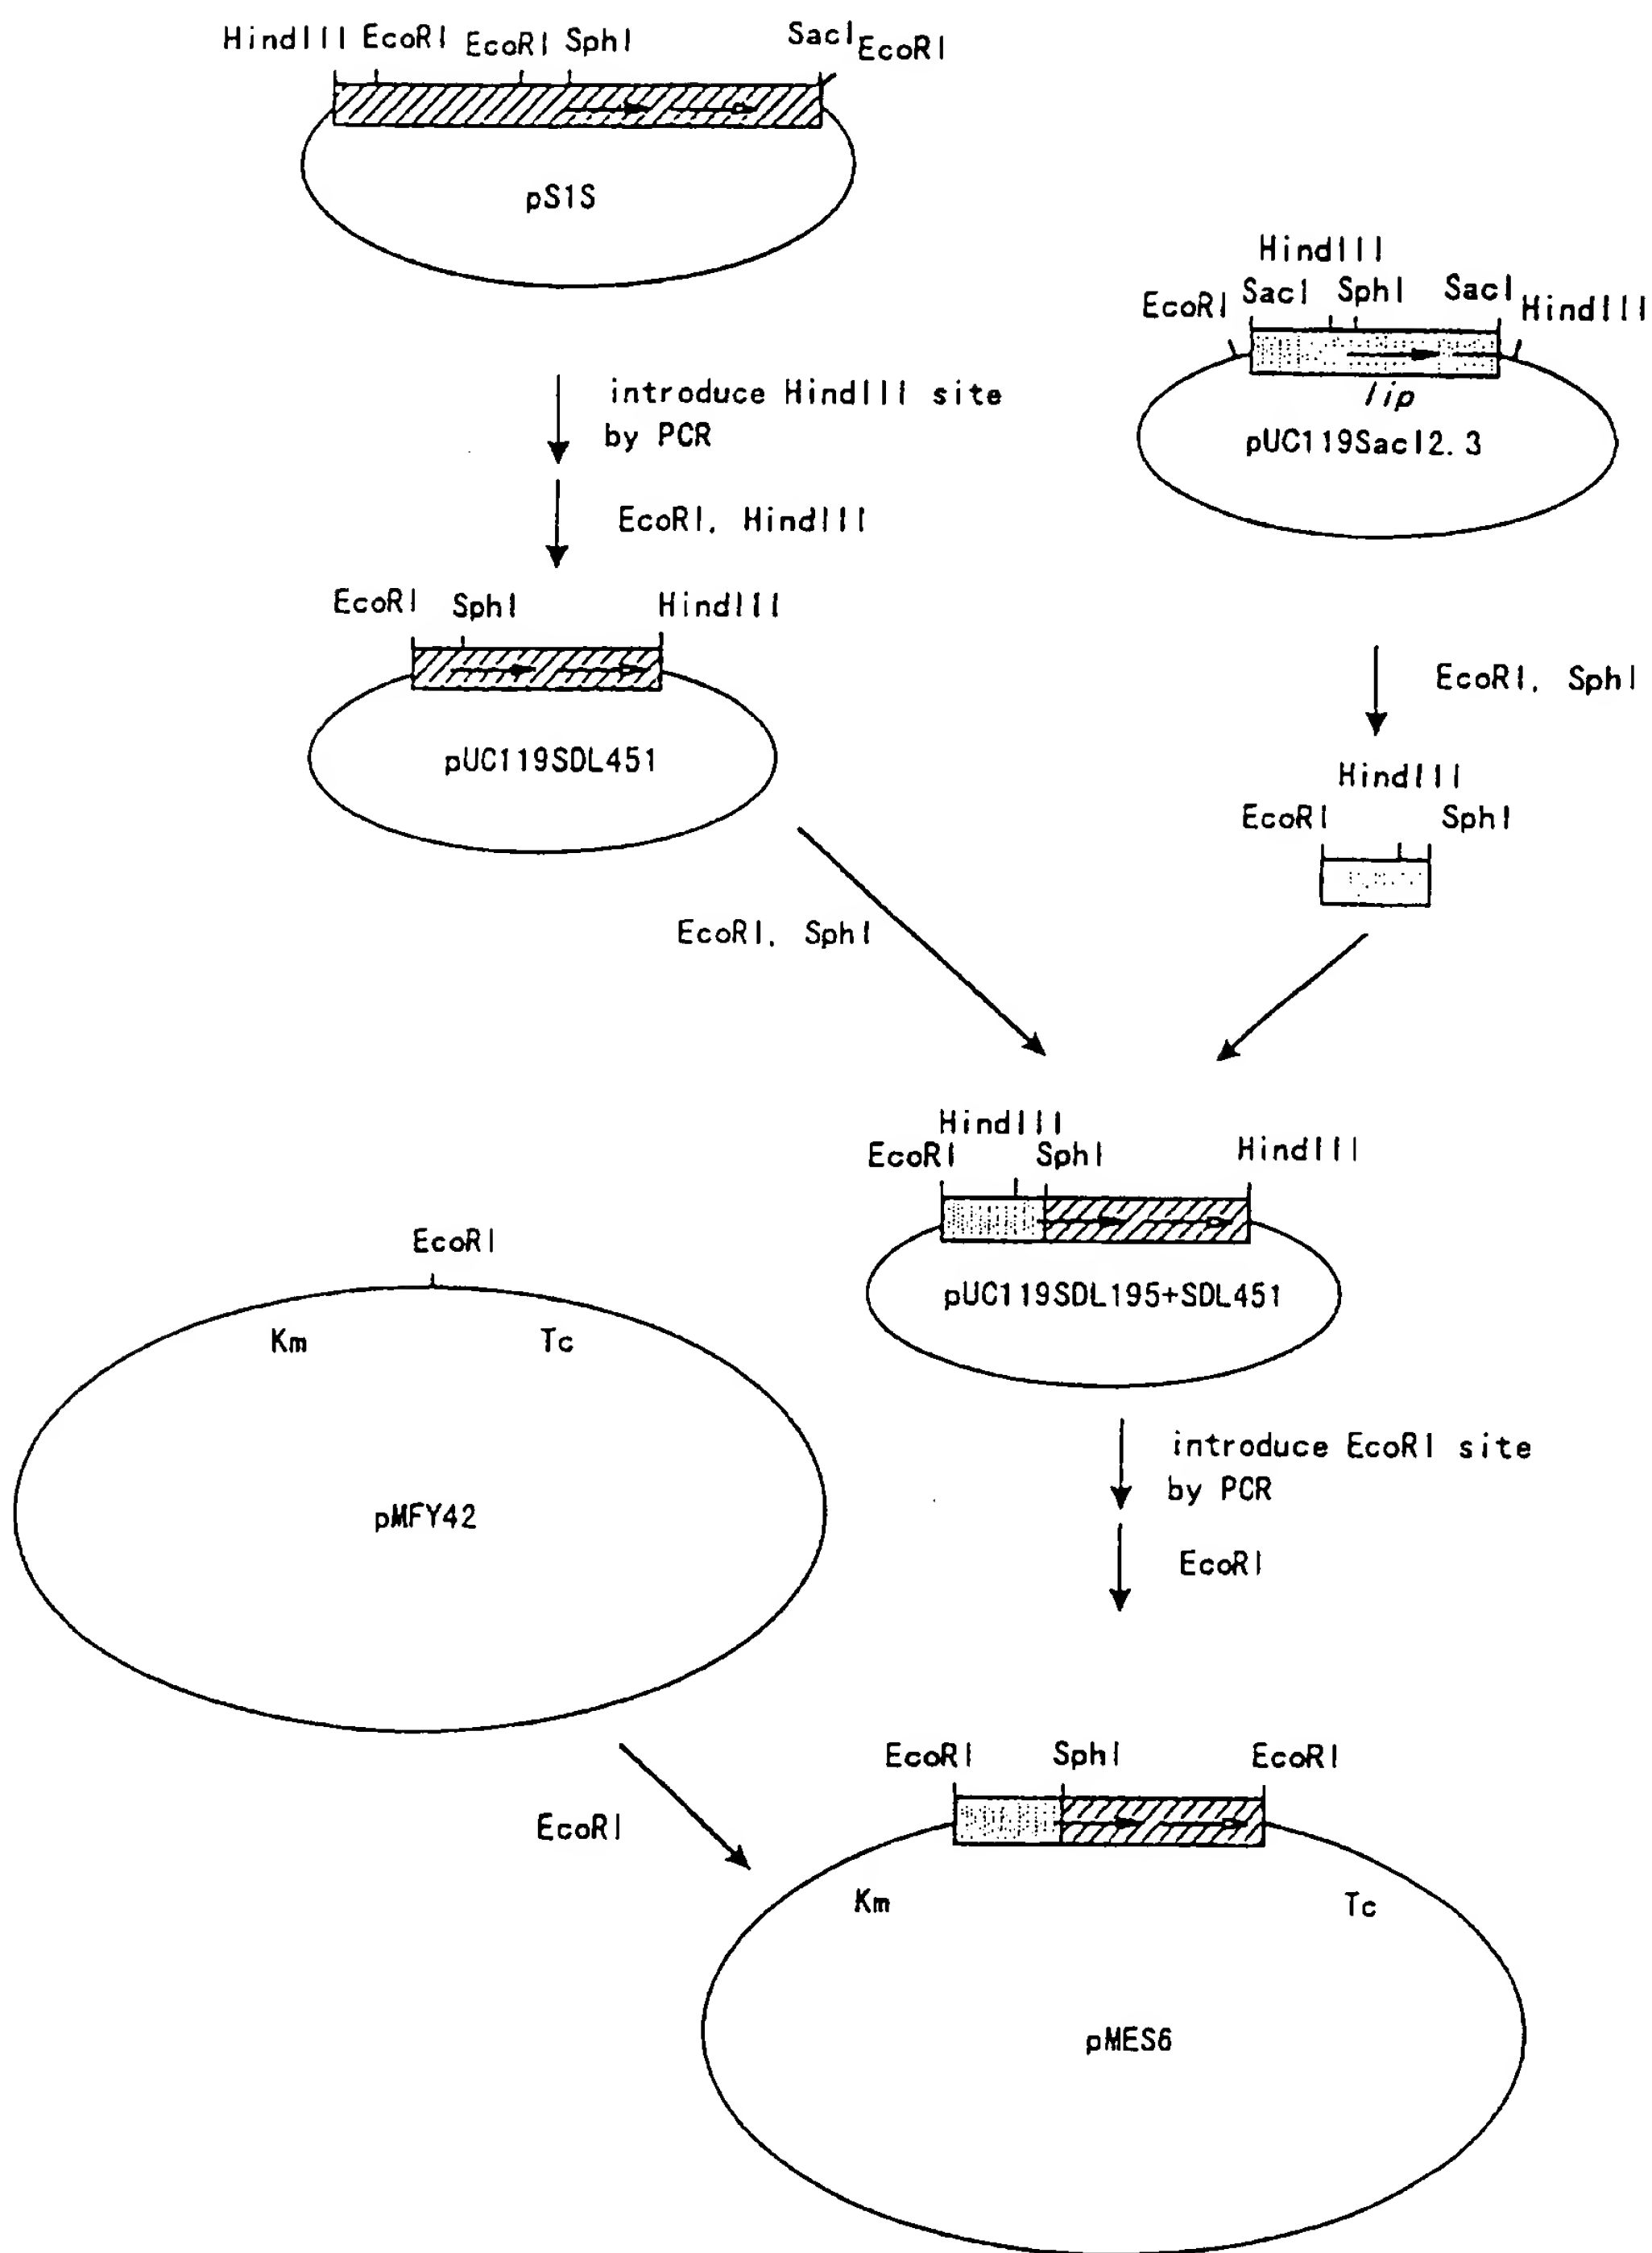 HindIII EcoRI EcoRI SphI SacI EcoRI
pS1S
HindIII
EcoRI SacI SphI SacI HindIII
lip
pUC119SacI2.3
introduce HindIII site
by PCR
EcoRI, HindIII
EcoRI SphI HindIII
pUC119SDL451
EcoRI, SphI
HindIII
EcoRI SphI
EcoRI, SphI
HindIII
EcoRI SphI HindIII
pUC119SDL195+SDL451
EcoRI
Km Tc
pMFY42
introduce EcoRI site
by PCR
EcoRI
EcoRI SphI EcoRI
EcoRI
Km Tc
pMES6